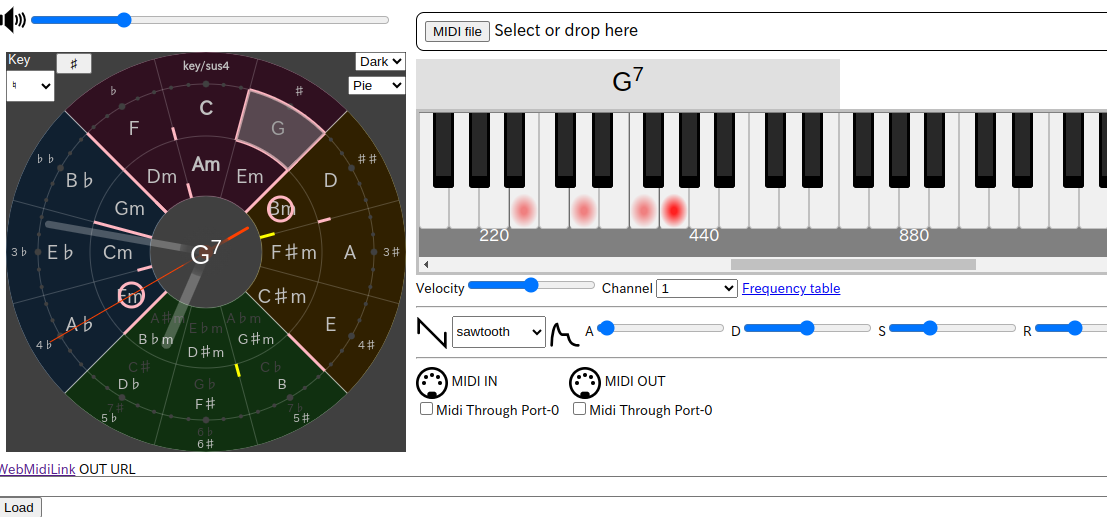 MIDI file Select or drop here
Key ♯ key/sus4 Dark
♮ Pie
G7
♭ C ♯
F G
♭♭ Am ♯♯
B♭ Dm Em D
Gm Bm
3♭ E♭ Cm G7 F♯m A 3♯
Fm C♯m
A♭ E
4♭ 4♯
A♯m E♭m A♭m
B♭m D♯m G♯m
C♯ G♭ C♭
D♭ F♯ B
7♯ 7♭
5♭ 6♭ 5♯
6♯
220 440 880
Velocity Channel 1 Frequency table
sawtooth A D S R
MIDI IN MIDI OUT
Midi Through Port-0 Midi Through Port-0
WebMidiLink OUT URL
Load